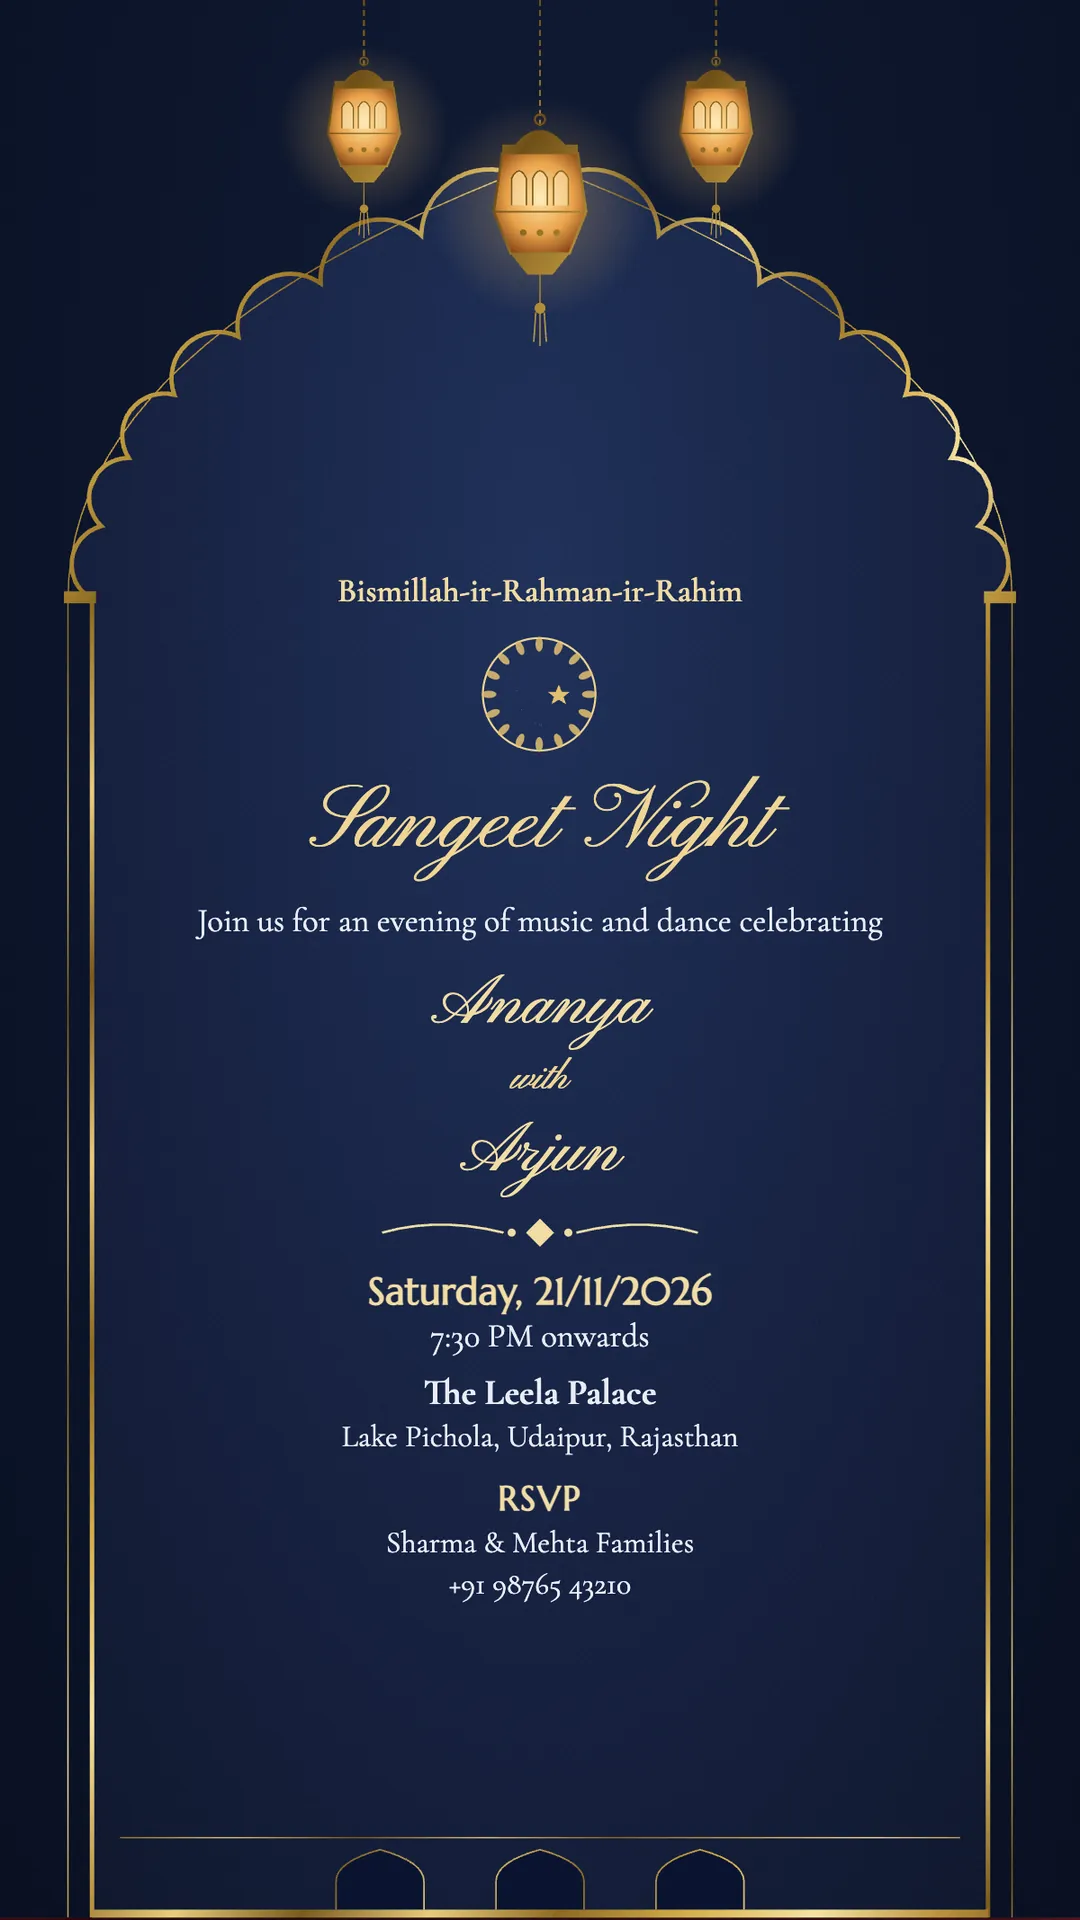 Bismillah-ir-Rahman-ir-Rahim
Sangeet Night
Join us for an evening of music and dance celebrating
Ananya
with
Arjun
Saturday, 21/11/2026
7:30 PM onwards
The Leela Palace
Lake Pichola, Udaipur, Rajasthan
RSVP
Sharma & Mehta Families
+91 98765 43210